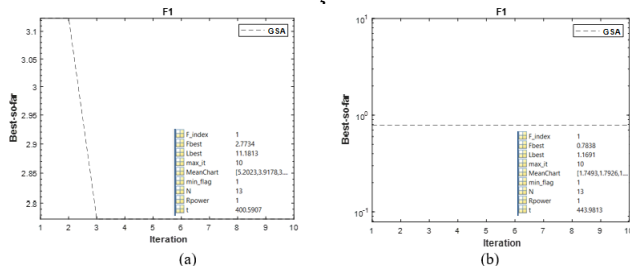 F1
GSA
3.1
3.05
3
2.95
2.9
2.85
2.8
Best-so-far
F_index 1
Fbest 2.7734
Lbest 11.1813
max_it 10
MeanChart [5.2023,3.9178,3...
min_flag 1
N 13
Rpower 1
t 400.5907
1 2 3 4 5 6 7 8 9 10
Iteration
(a)
F1
GSA
10^1
10^0
10^-1
Best-so-far
F_index 1
Fbest 0.7838
Lbest 1.1691
max_it 10
MeanChart [1.7493,1.7926,1...
min_flag 1
N 13
Rpower 1
t 443.9813
1 2 3 4 5 6 7 8 9 10
Iteration
(b)